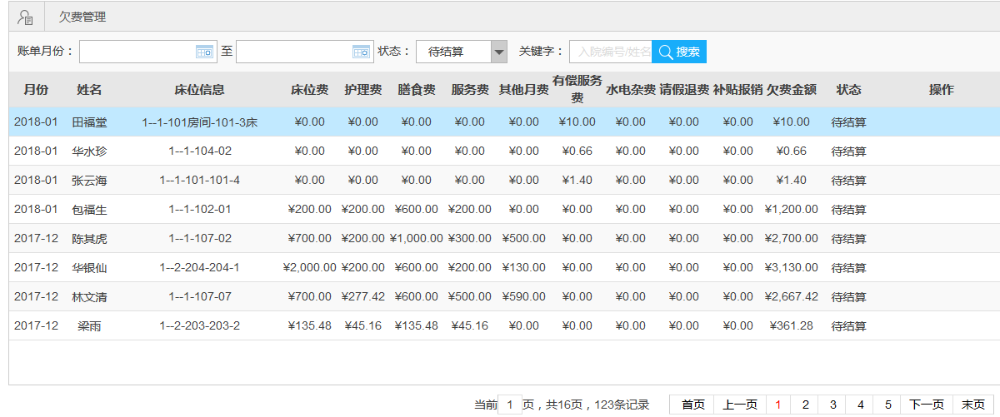 欠费管理
账单月份： 至 状态： 待结算 关键字： 入院编号/姓名 搜索
月份 姓名 床位信息 床位费 护理费 膳食费 服务费 其他月费 有偿服务费 水电杂费 请假退费 补贴报销 欠费金额 状态 操作
2018-01 田福堂 1--1-101房间-101-3床 ¥0.00 ¥0.00 ¥0.00 ¥0.00 ¥0.00 ¥10.00 ¥0.00 ¥0.00 ¥0.00 ¥10.00 待结算
2018-01 华水珍 1--1-104-02 ¥0.00 ¥0.00 ¥0.00 ¥0.00 ¥0.00 ¥0.66 ¥0.00 ¥0.00 ¥0.00 ¥0.66 待结算
2018-01 张云海 1--1-101-101-4 ¥0.00 ¥0.00 ¥0.00 ¥0.00 ¥0.00 ¥1.40 ¥0.00 ¥0.00 ¥0.00 ¥1.40 待结算
2018-01 包福生 1--1-102-01 ¥200.00 ¥200.00 ¥600.00 ¥200.00 ¥0.00 ¥0.00 ¥0.00 ¥0.00 ¥0.00 ¥1,200.00 待结算
2017-12 陈其虎 1--1-107-02 ¥700.00 ¥200.00 ¥1,000.00 ¥300.00 ¥500.00 ¥0.00 ¥0.00 ¥0.00 ¥0.00 ¥2,700.00 待结算
2017-12 华银仙 1--2-204-204-1 ¥2,000.00 ¥200.00 ¥600.00 ¥200.00 ¥130.00 ¥0.00 ¥0.00 ¥0.00 ¥0.00 ¥3,130.00 待结算
2017-12 林文清 1--1-107-07 ¥700.00 ¥277.42 ¥600.00 ¥500.00 ¥590.00 ¥0.00 ¥0.00 ¥0.00 ¥0.00 ¥2,667.42 待结算
2017-12 梁雨 1--2-203-203-2 ¥135.48 ¥45.16 ¥135.48 ¥45.16 ¥0.00 ¥0.00 ¥0.00 ¥0.00 ¥0.00 ¥361.28 待结算
当前 1 页，共16页，123条记录 首页 上一页 1 2 3 4 5 下一页 末页